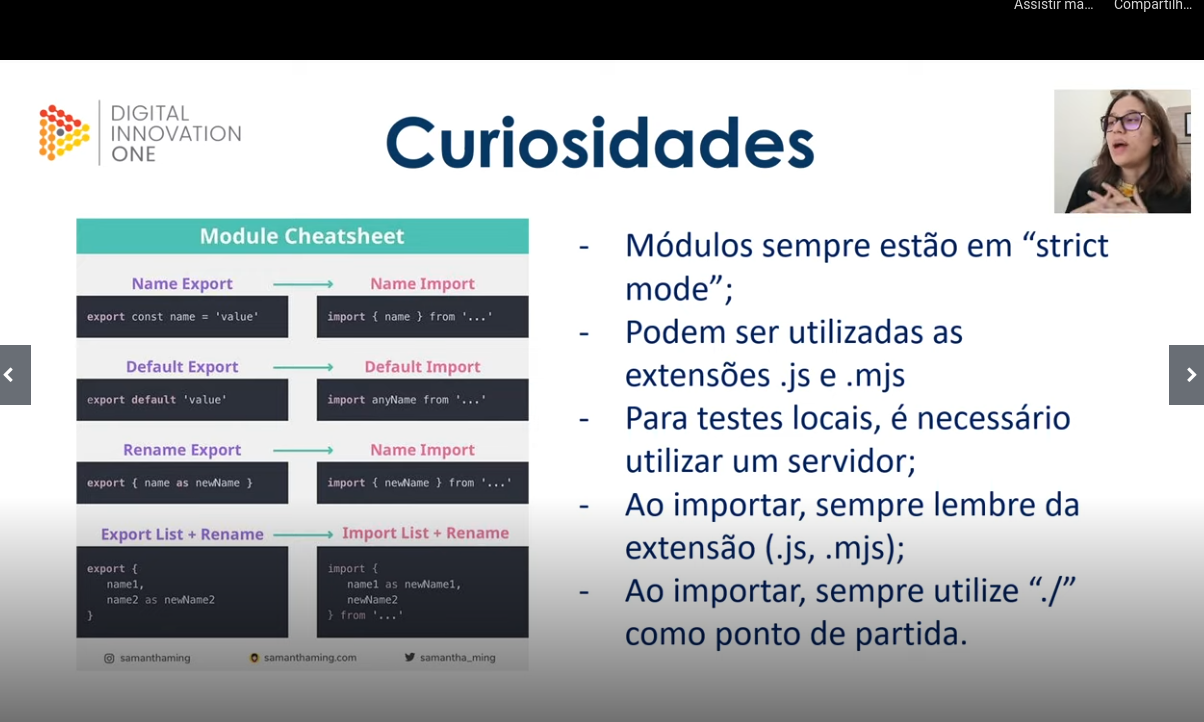 Assistir ma... Compartilh...
DIGITAL
INNOVATION
ONE
Curiosidades
Module Cheatsheet
Name Export
Name Import
export const name = 'value'
import { name } from '...'
Default Export
Default Import
export default 'value'
import anyName from '...'
Rename Export
Name Import
export { name as newName }
import { newName } from '...'
Export List + Rename
Import List + Rename
export {
name1,
name2 as newName2
}
import {
name1 as newName1,
newName2
} from '...'
samanthaming
samanthaming.com
samantha_ming
- Módulos sempre estão em “strict
mode”;
- Podem ser utilizadas as
extensões .js e .mjs
- Para testes locais, é necessário
utilizar um servidor;
- Ao importar, sempre lembre da
extensão (.js, .mjs);
- Ao importar, sempre utilize “./”
como ponto de partida.